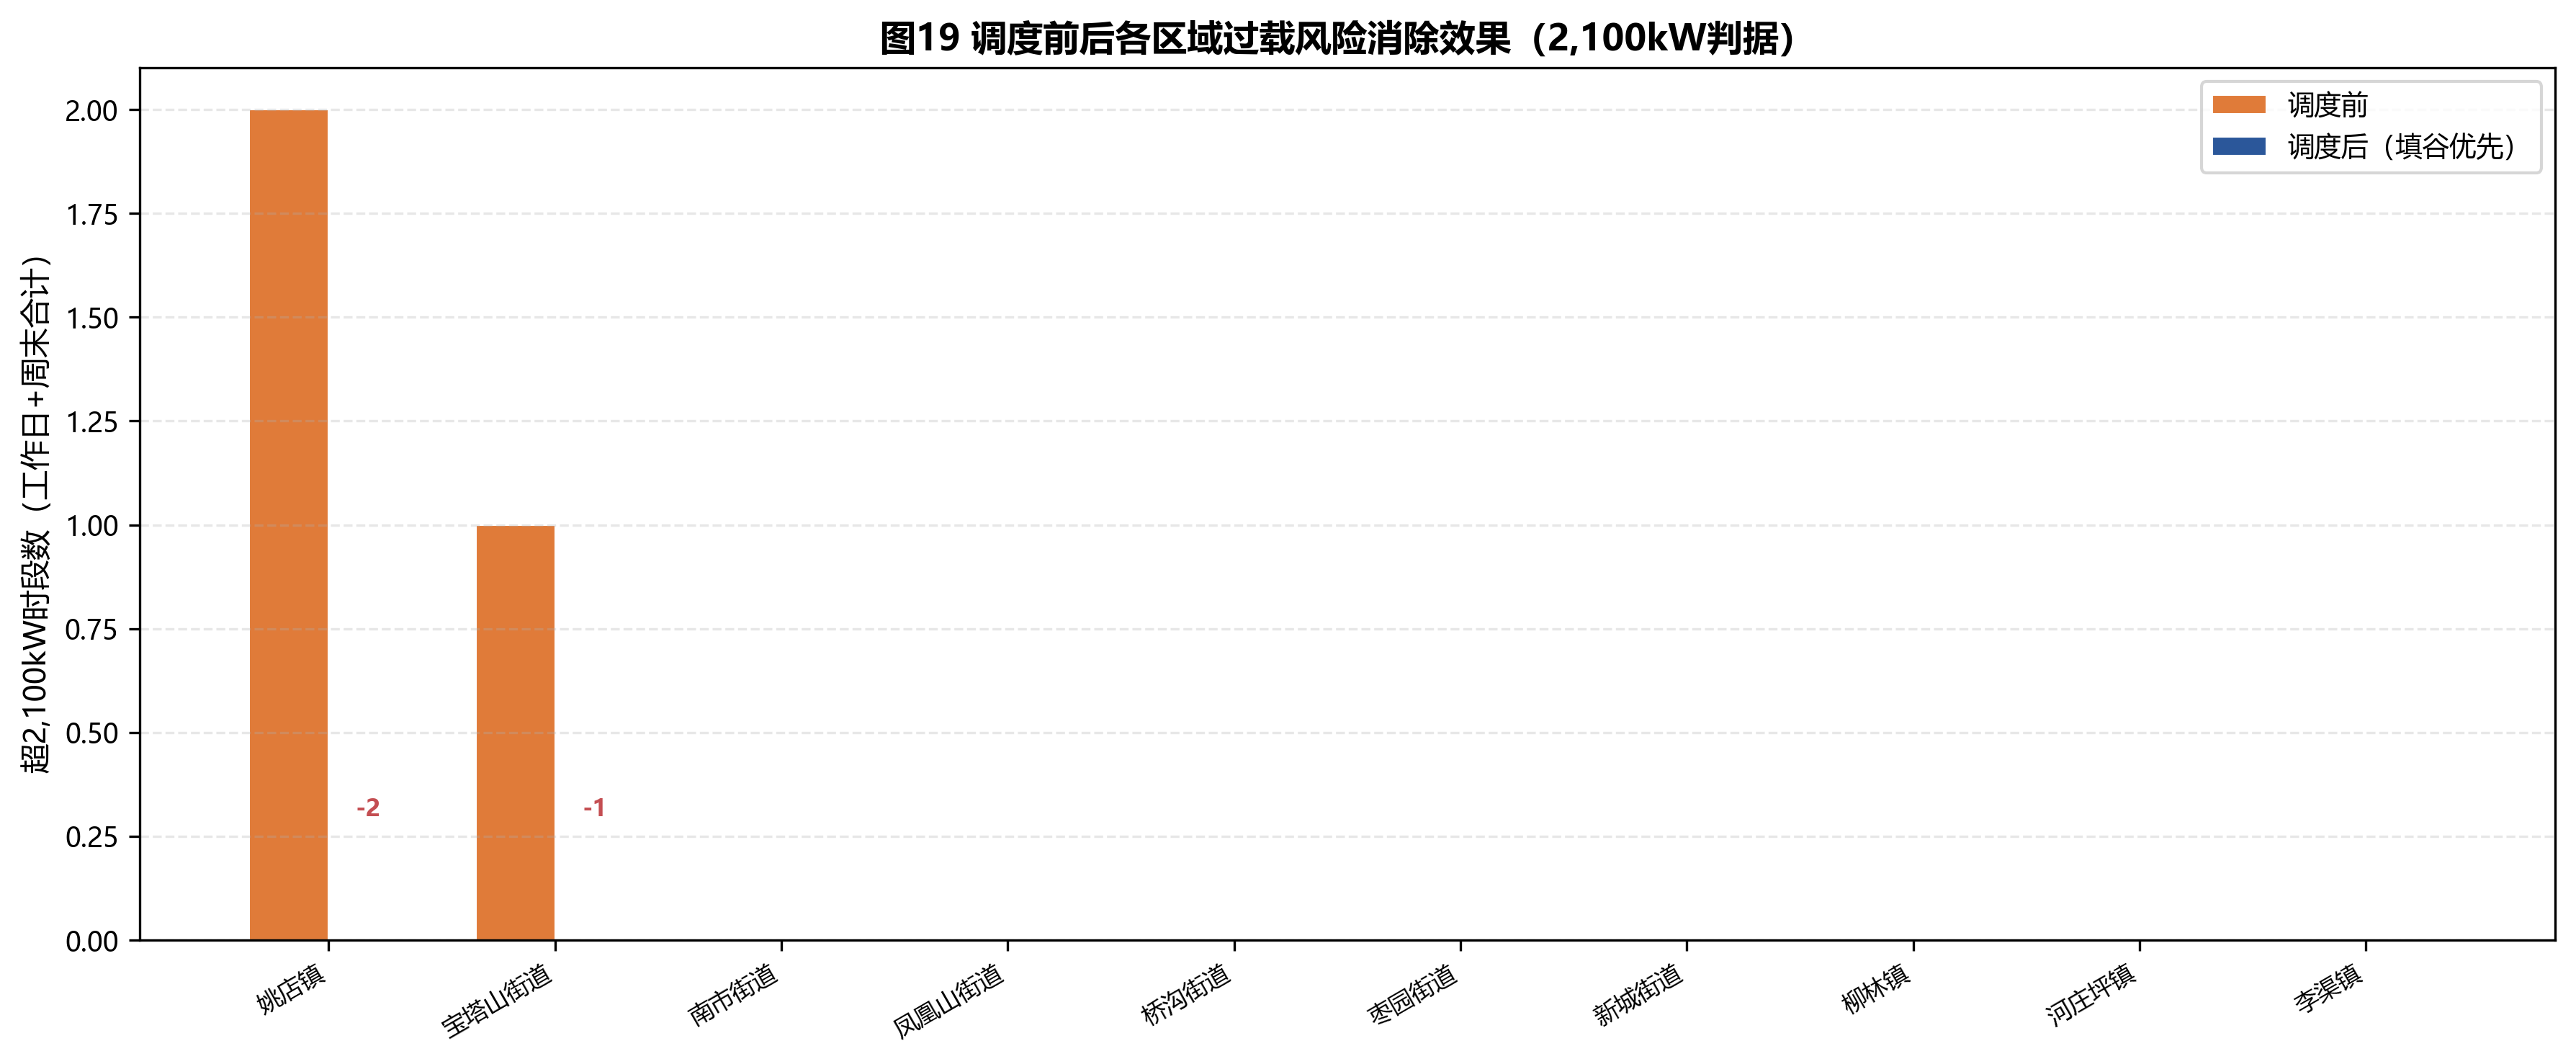 图19 调度前后各区域过载风险消除效果（2,100kW判据）
调度前
调度后（填谷优先）
超2,100kW时段数（工作日+周末合计）
2.00
1.75
1.50
1.25
1.00
0.75
0.50
0.25
0.00
-2
-1
姚店镇
宝塔山街道
南市街道
凤凰山街道
桥沟街道
枣园街道
新城街道
柳林镇
河庄坪镇
李渠镇